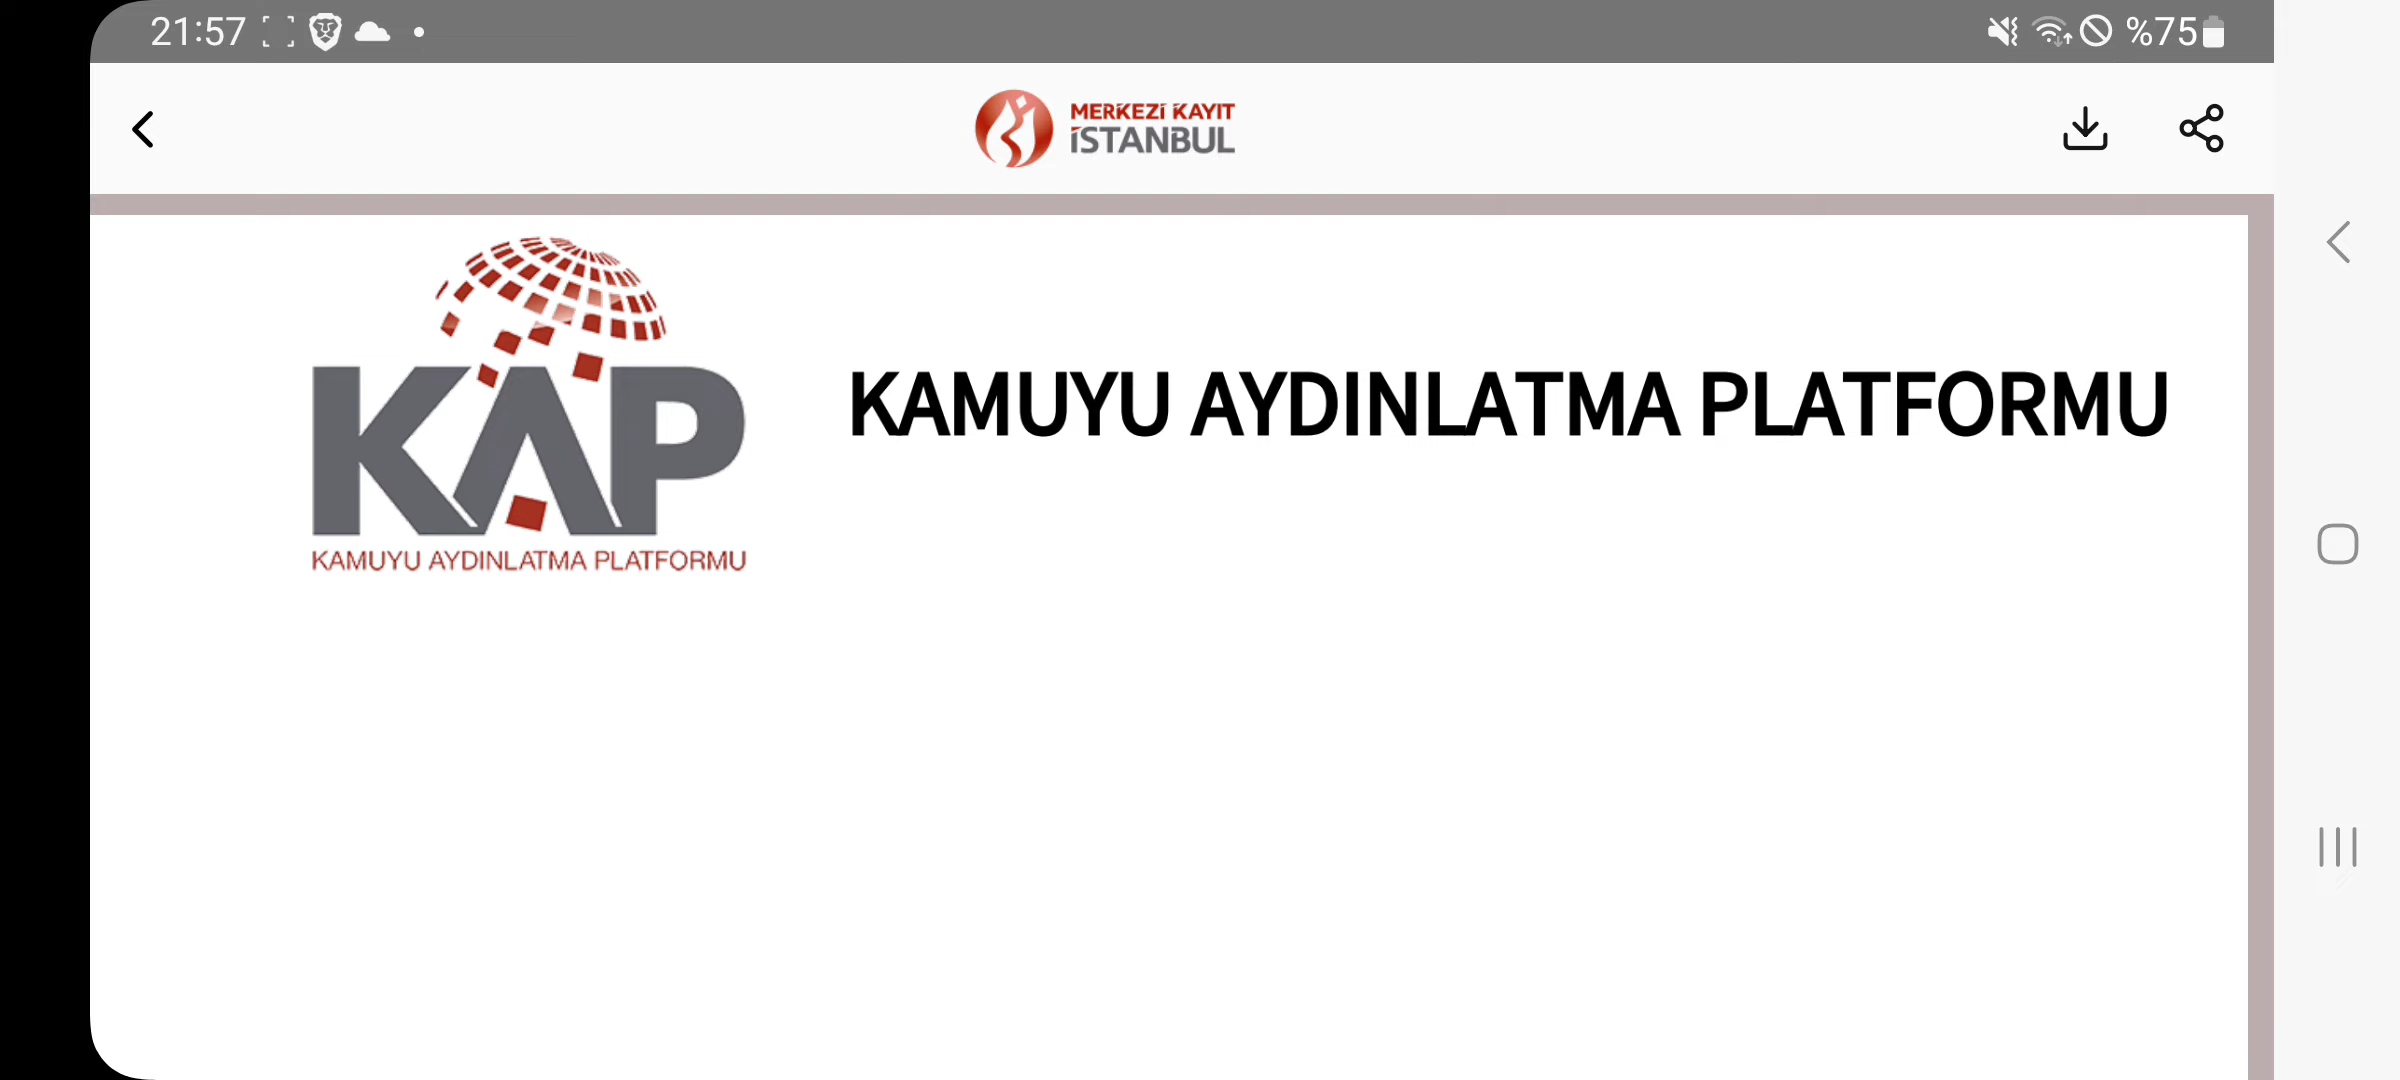 21:57
%75
MERKEZİ KAYIT
İSTANBUL
KAP
KAMUYU AYDINLATMA PLATFORMU
KAMUYU AYDINLATMA PLATFORMU